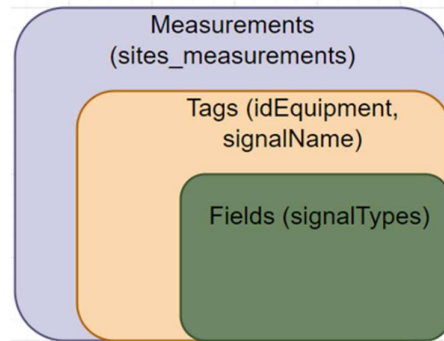 Measurements
(sites_measurements)
Tags (idEquipment,
signalName)
Fields (signalTypes)